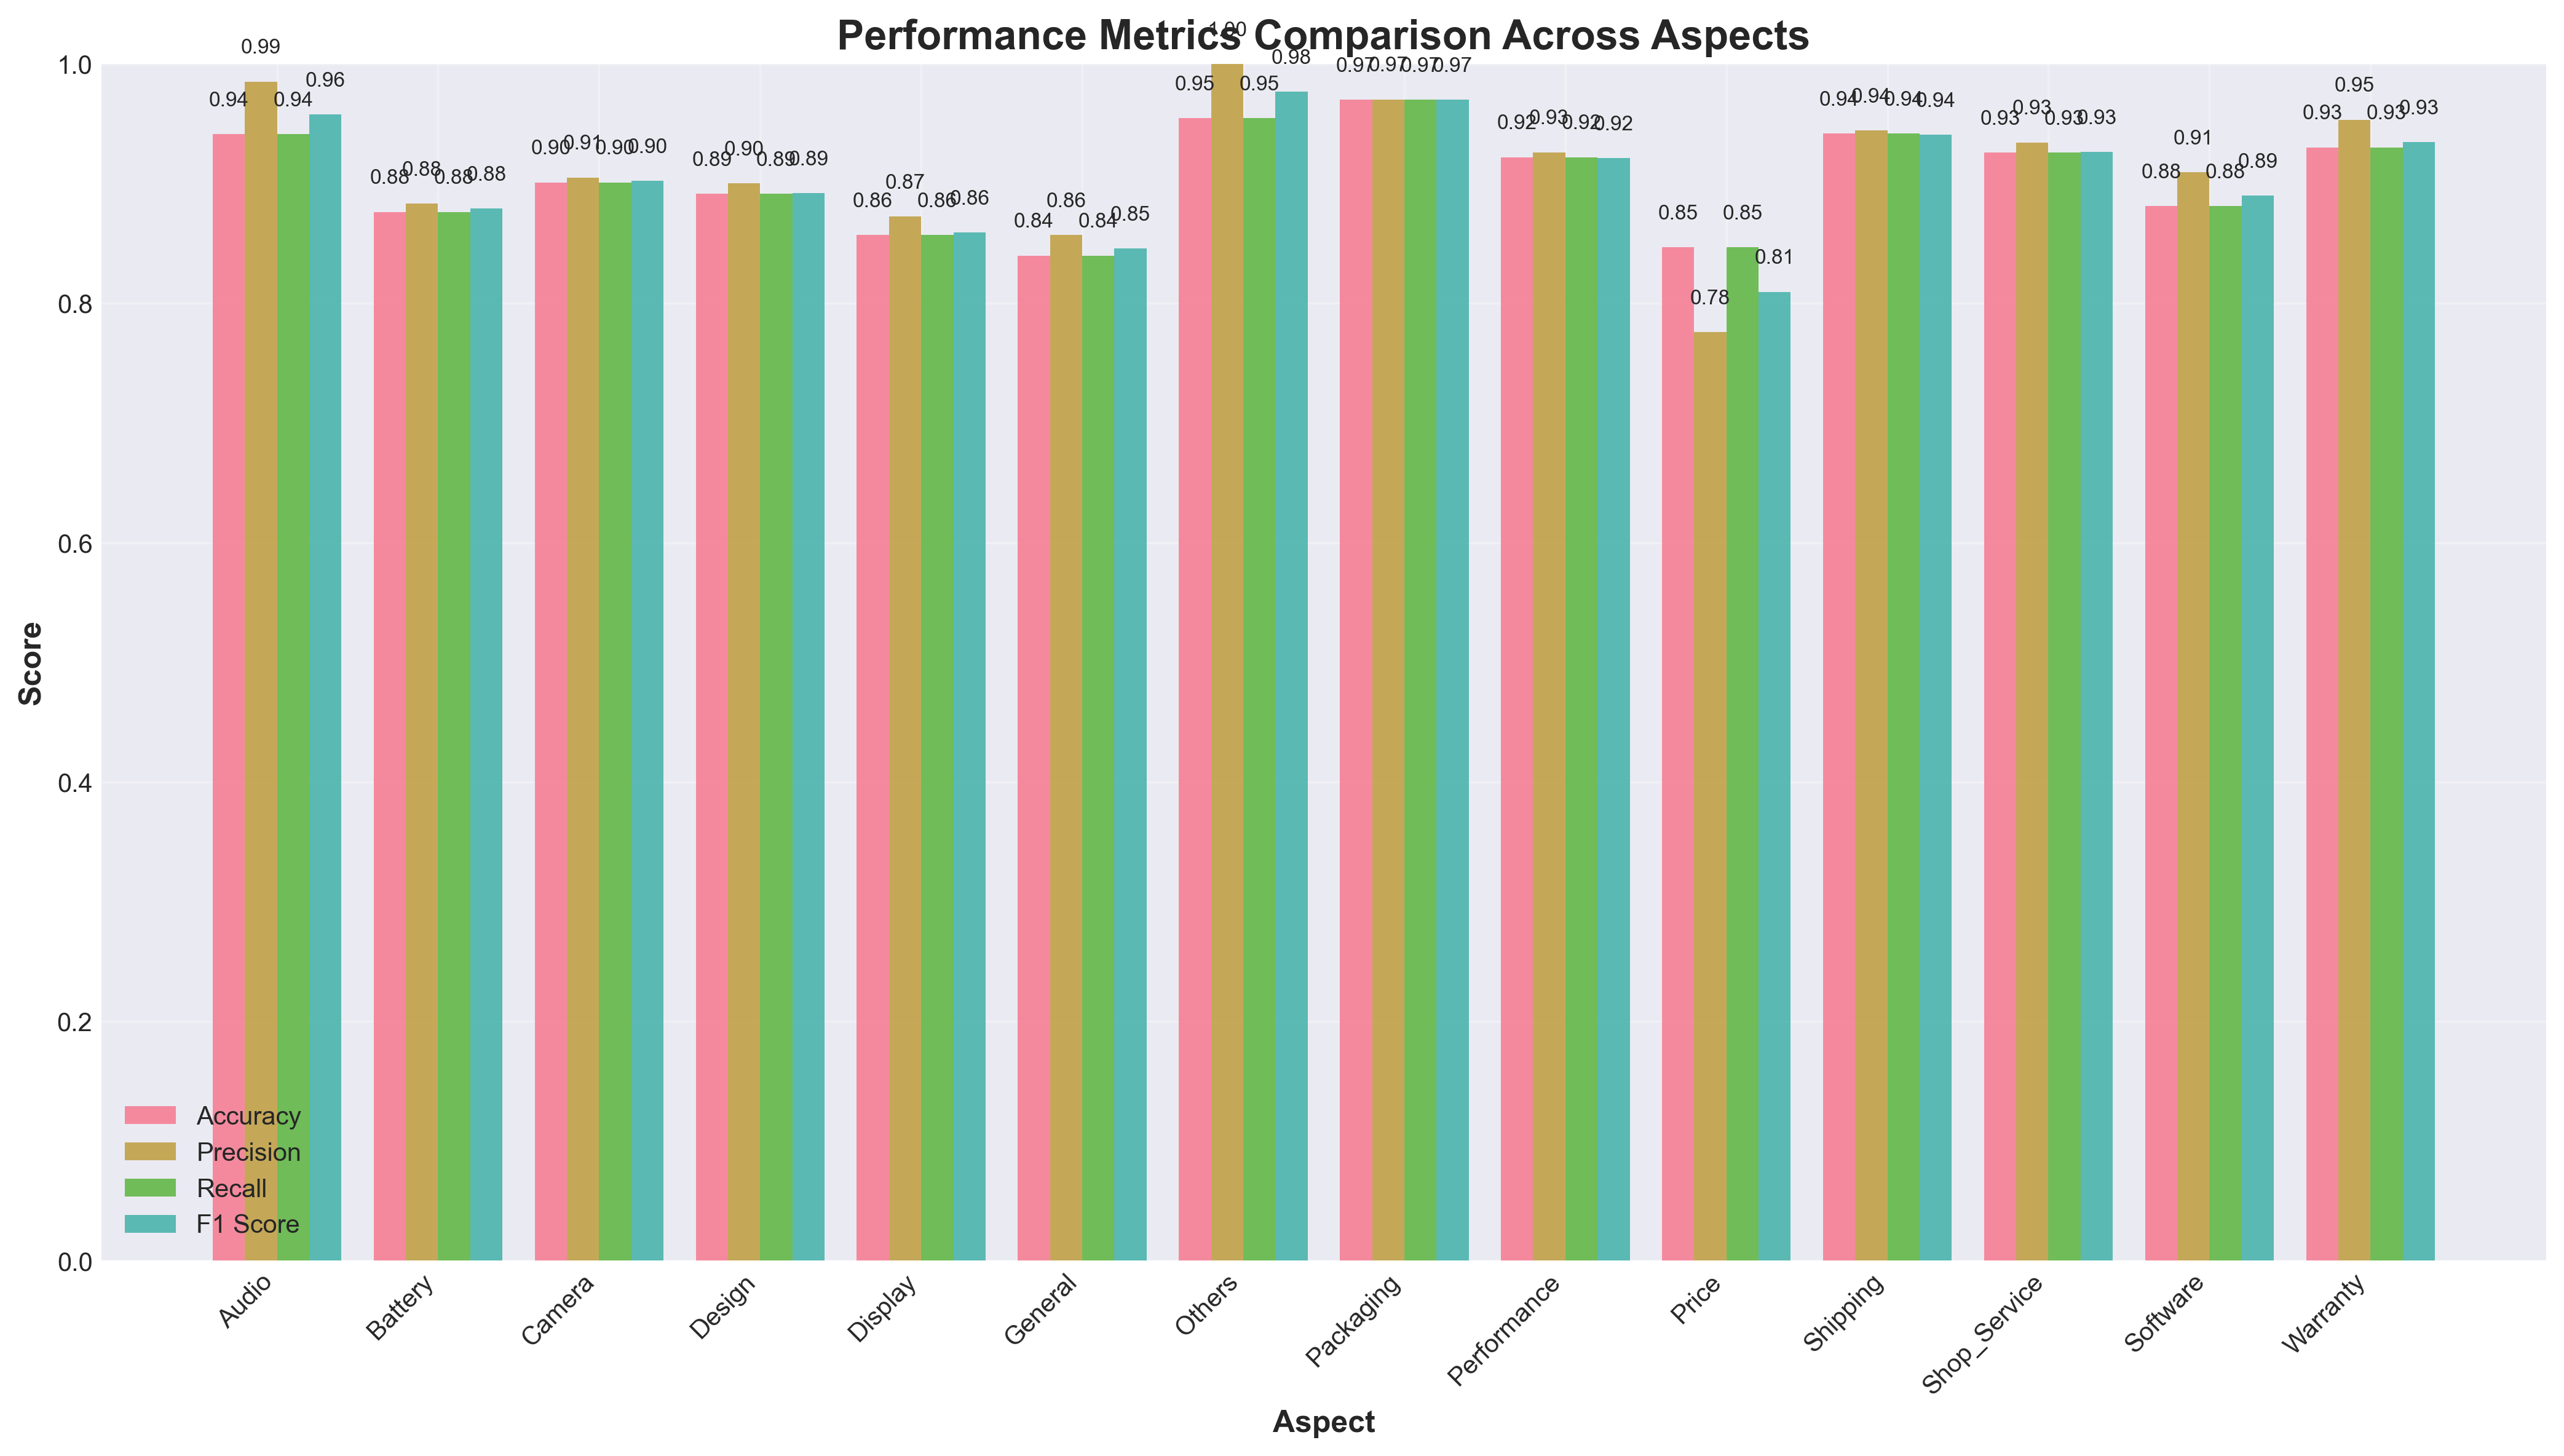 Performance Metrics Comparison Across Aspects
1.0
0.8
0.6
0.4
0.2
0.0
Score
0.94 0.99 0.94 0.96
0.88 0.88 0.88 0.88
0.90 0.91 0.90 0.90
0.89 0.90 0.89 0.89
0.86 0.87 0.86 0.86
0.84 0.86 0.84 0.85
0.95 1.00 0.95 0.98
0.97 0.97 0.97 0.97
0.92 0.93 0.92 0.92
0.85 0.78 0.85 0.81
0.94 0.94 0.94 0.94
0.93 0.93 0.93 0.93
0.88 0.91 0.88 0.89
0.93 0.95 0.93 0.93
Accuracy
Precision
Recall
F1 Score
Audio
Battery
Camera
Design
Display
General
Others
Packaging
Performance
Price
Shipping
Shop_Service
Software
Warranty
Aspect